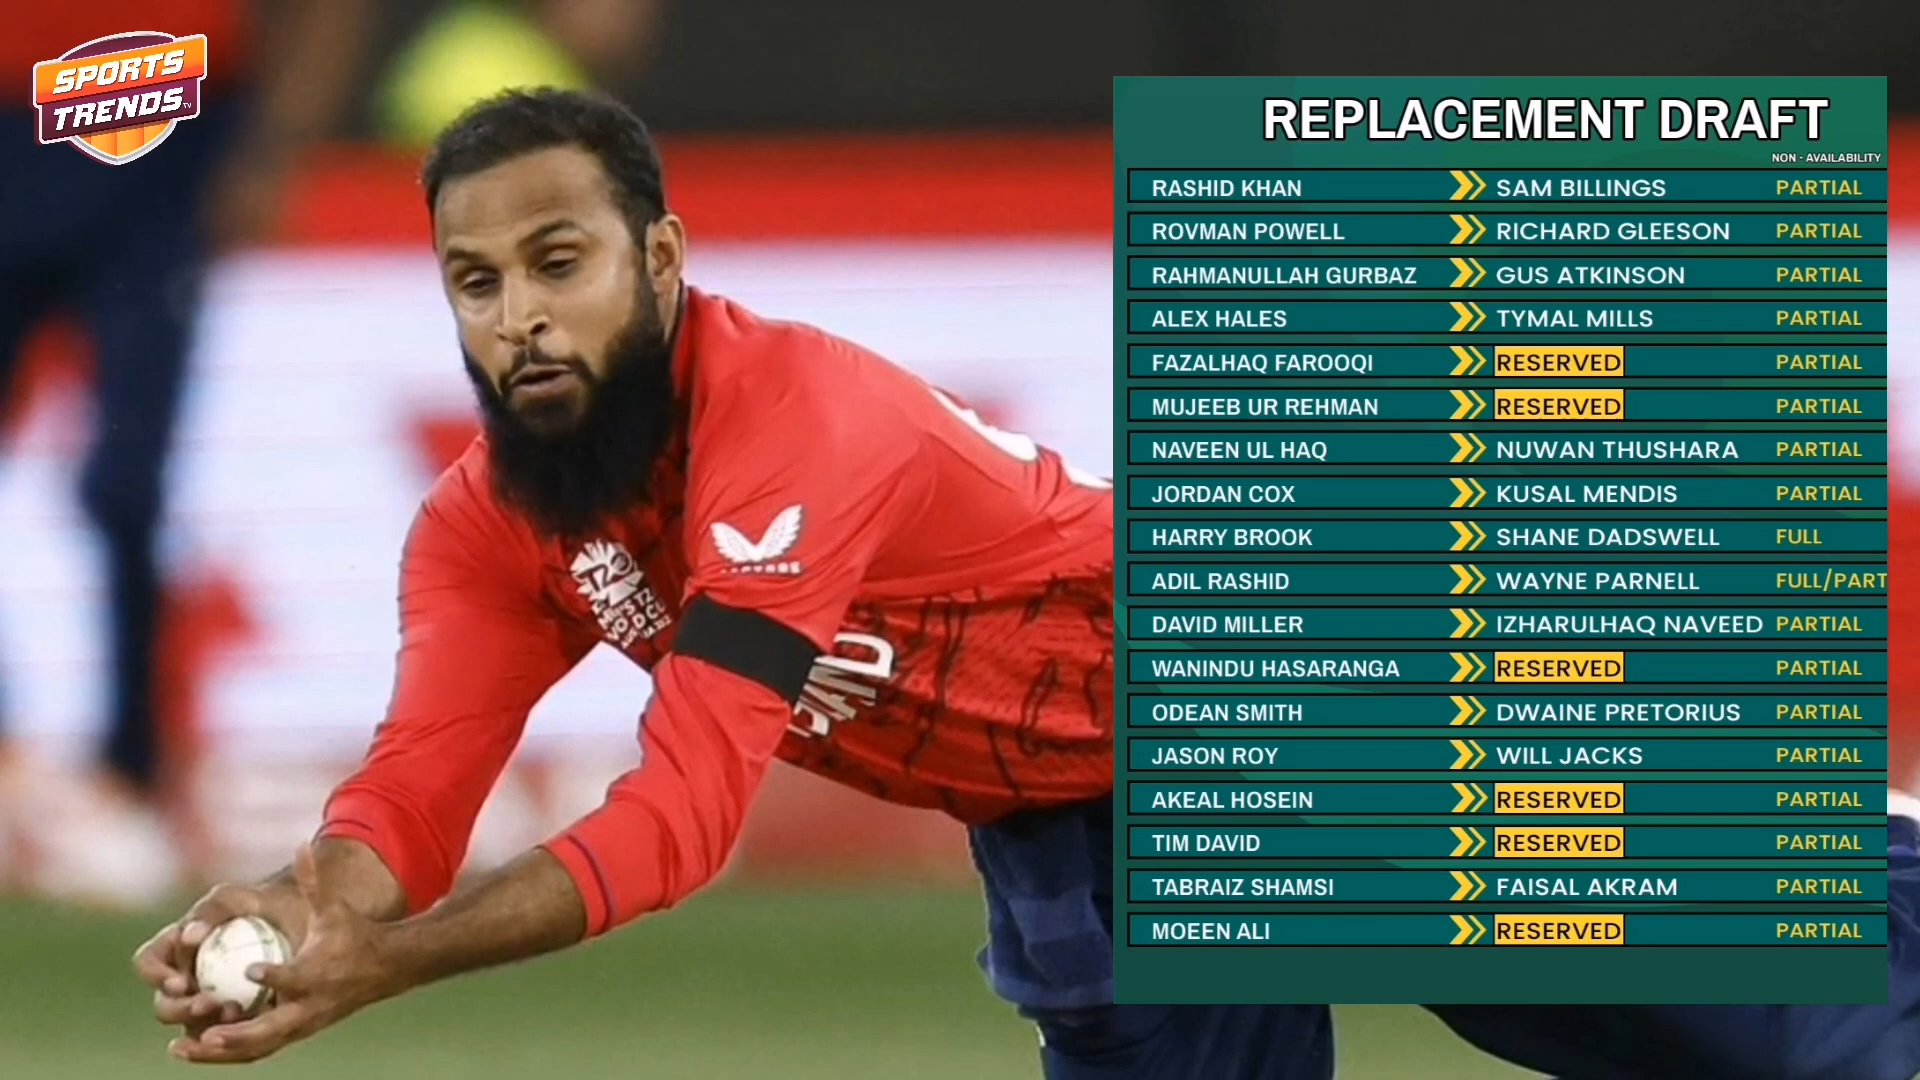 SPORTS
TRENDS TV
REPLACEMENT DRAFT
NON - AVAILABILITY
RASHID KHAN SAM BILLINGS PARTIAL
ROVMAN POWELL RICHARD GLEESON PARTIAL
RAHMANULLAH GURBAZ GUS ATKINSON PARTIAL
ALEX HALES TYMAL MILLS PARTIAL
FAZALHAQ FAROOQI RESERVED PARTIAL
MUJEEB UR REHMAN RESERVED PARTIAL
NAVEEN UL HAQ NUWAN THUSHARA PARTIAL
JORDAN COX KUSAL MENDIS PARTIAL
HARRY BROOK SHANE DADSWELL FULL
ADIL RASHID WAYNE PARNELL FULL/PART
DAVID MILLER IZHARULHAQ NAVEED PARTIAL
WANINDU HASARANGA RESERVED PARTIAL
ODEAN SMITH DWAINE PRETORIUS PARTIAL
JASON ROY WILL JACKS PARTIAL
AKEAL HOSEIN RESERVED PARTIAL
TIM DAVID RESERVED PARTIAL
TABRAIZ SHAMSI FAISAL AKRAM PARTIAL
MOEEN ALI RESERVED PARTIAL
T20